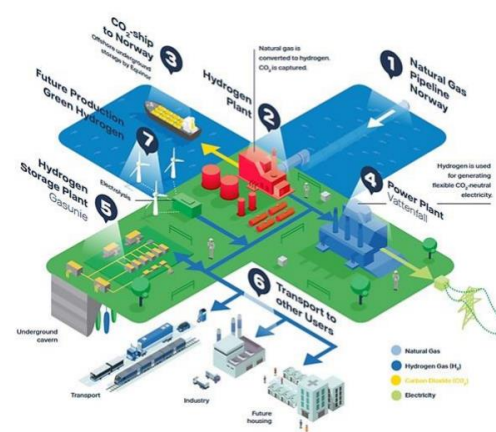 CO₂-ship
to Norway
Offshore underground
storage by Equinor
3
Natural gas is
converted to hydrogen.
CO₂ is captured.
Hydrogen
Plant
2
1
Natural Gas
Pipeline
Norway
Future Production
Green Hydrogen
7
Electrolysis
Hydrogen
Storage Plant
Gasunie
5
Hydrogen is used
for generating
flexible CO₂-neutral
electricity.
4
Power Plant
Vattenfall
6
Transport to
other Users
Underground
cavern
Transport
Industry
Future
housing
Natural Gas
Hydrogen Gas (H₂)
Carbon Dioxide (CO₂)
Electricity